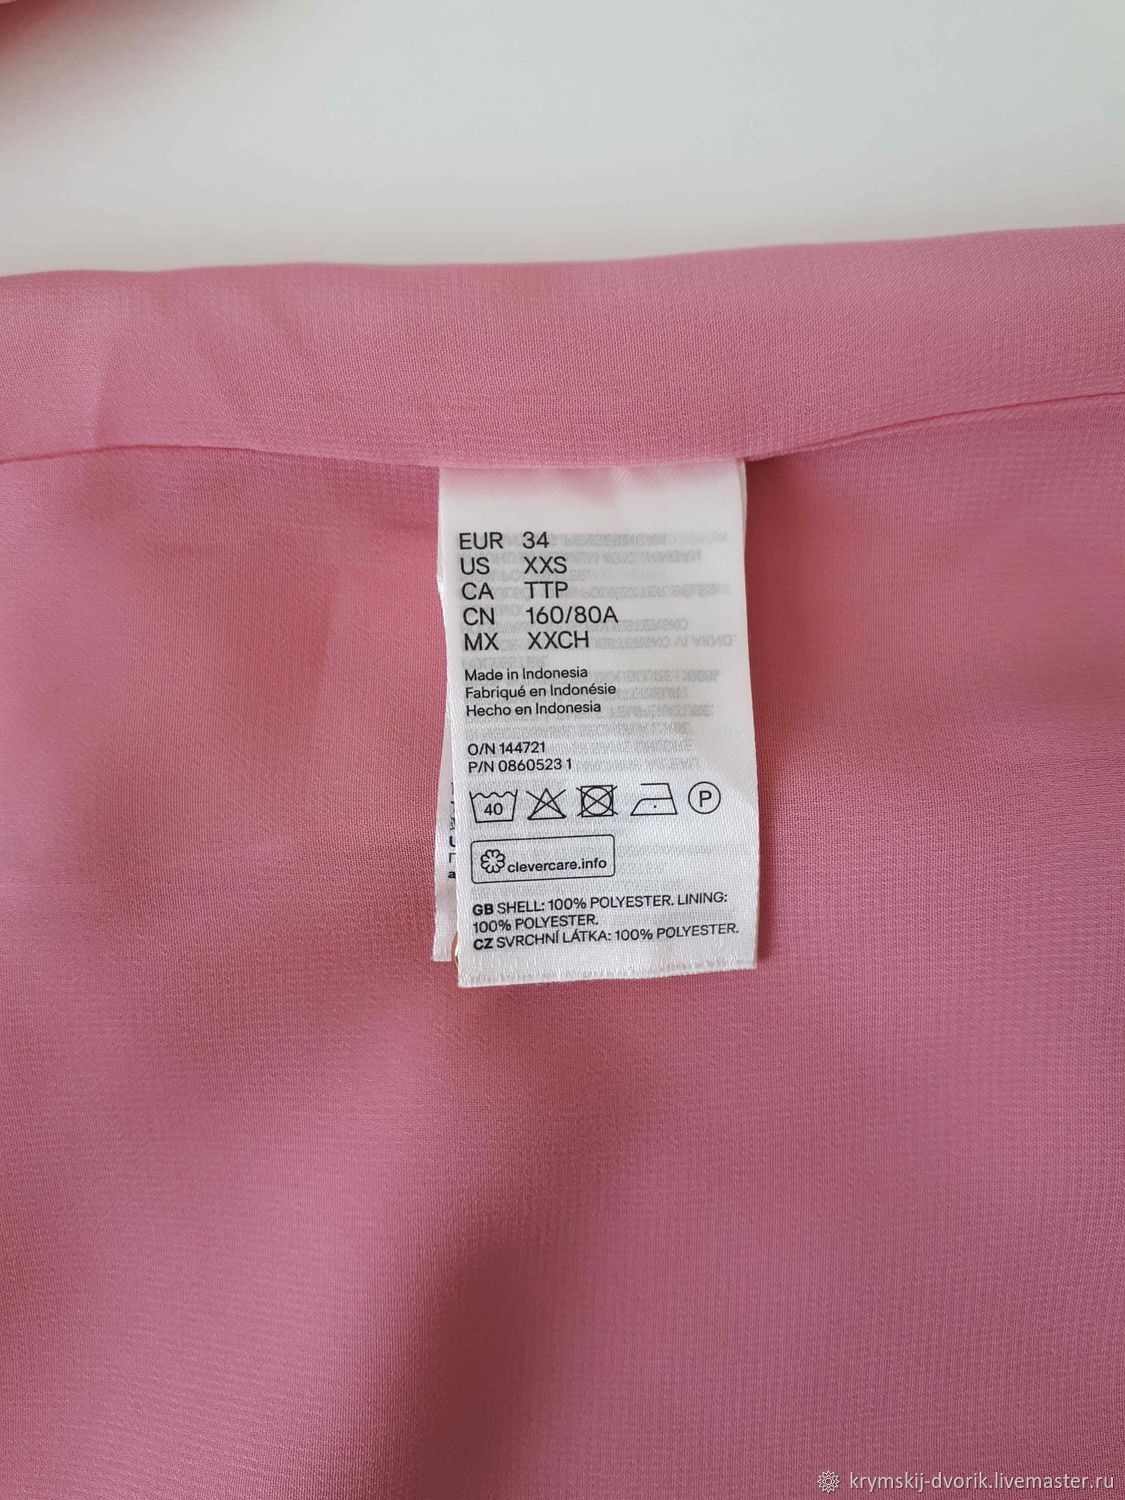 EUR 34
US XXS
CA TTP
CN 160/80A
MX XXCH
Made in Indonesia
Fabriqué en Indonésie
Hecho en Indonesia
O/N 144721
P/N 0860523 1
40
P
clevercare.info
GB SHELL: 100% POLYESTER. LINING:
100% POLYESTER.
CZ SVRCHNÍ LÁTKA: 100% POLYESTER.
krymskij-dvorik.livemaster.ru